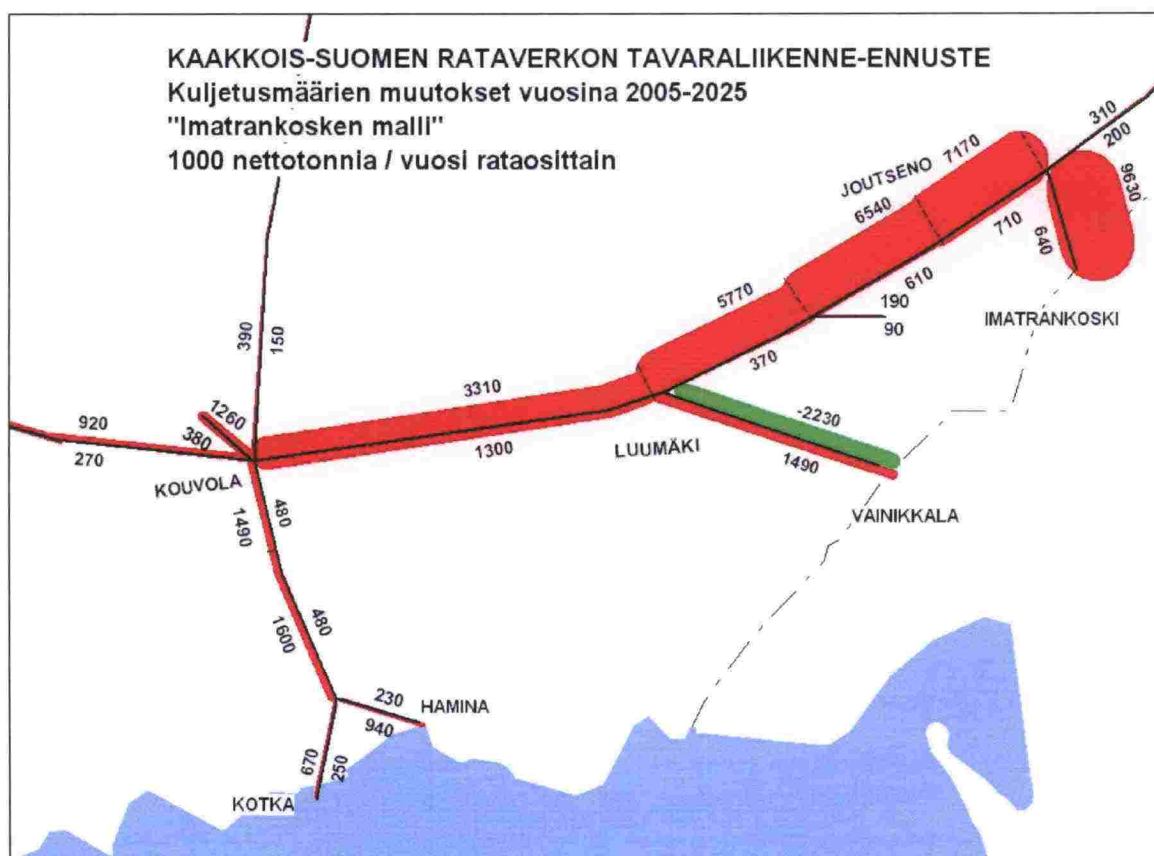 KAAKKOIS-SUOMEN RATAVERKON TAVARALIIKENNE-ENNUSTE
Kuljetusmäärien muutokset vuosina 2005-2025
"Imatrankosken malli"
1000 nettotonnia / vuosi rataosittain
310
200
JOUTSENO
7170
6540
9630
710
640
610
5770
190
90
IMATRANKOSKI
370
390
150
3310
1300
-2230
1490
LUUMÄKI
VAINIKKALA
920
270
1260
380
KOUVOLA
480
1490
480
1600
230
940
HAMINA
670
250
KOTKA